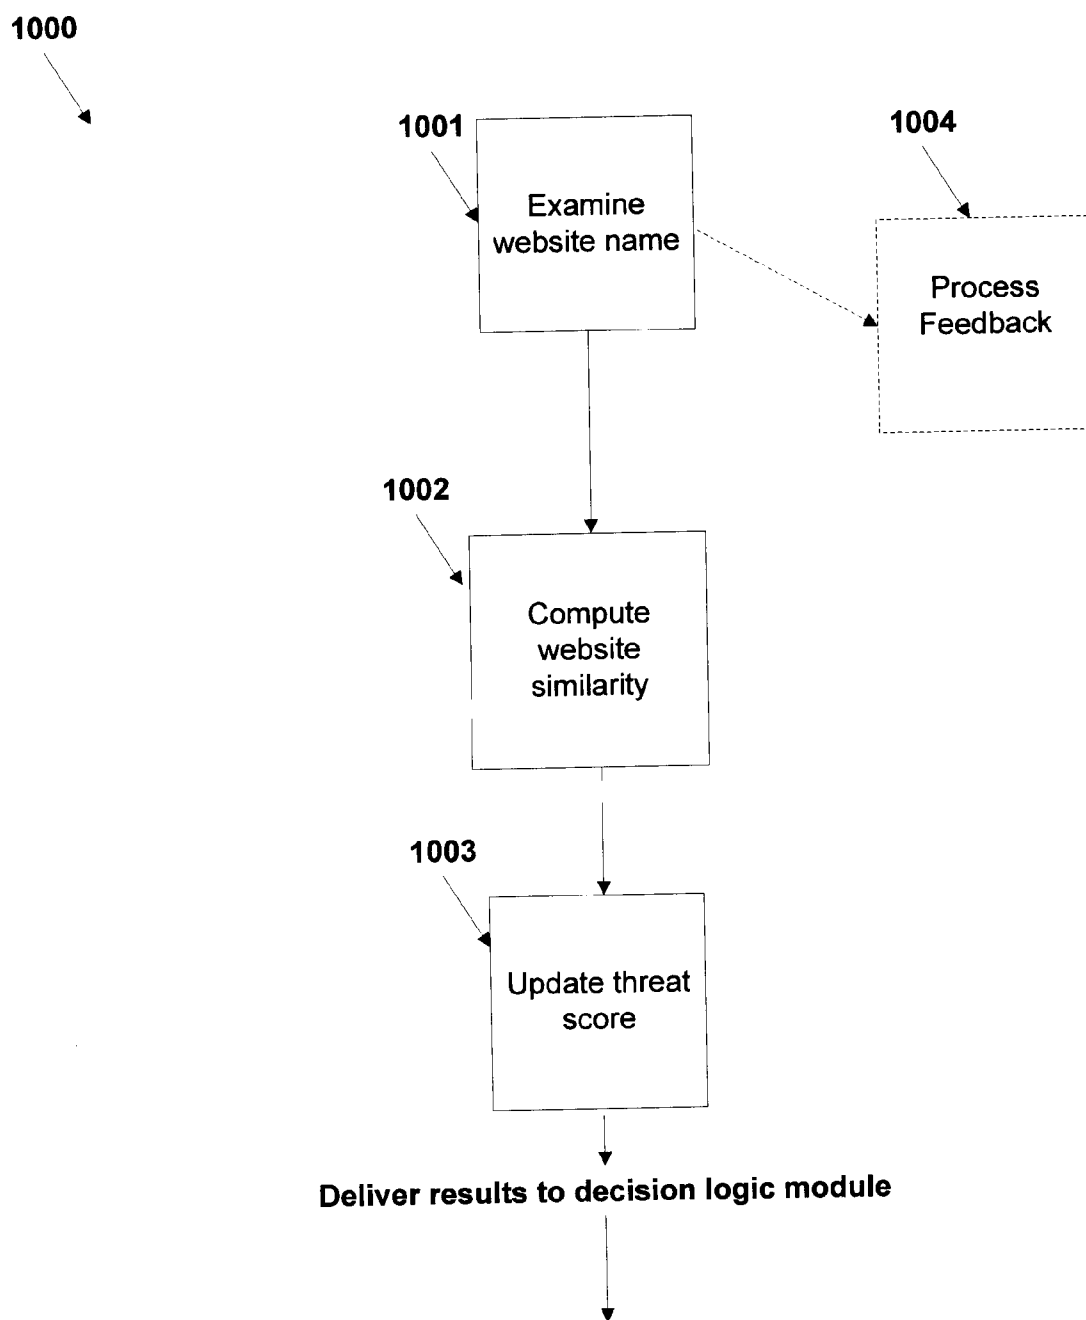 1000
1001
1004
Examine
website name
Process
Feedback
1002
Compute
website
similarity
1003
Update threat
score
Deliver results to decision logic module